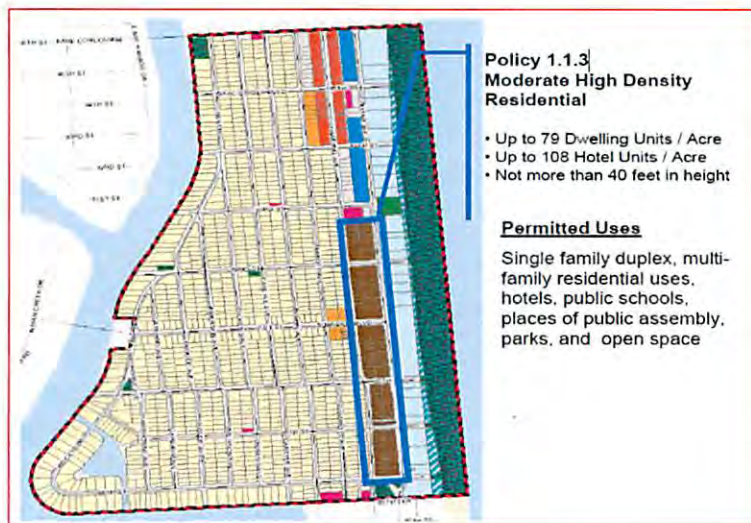 Policy 1.1.3
Moderate High Density
Residential
• Up to 79 Dwelling Units / Acre
• Up to 108 Hotel Units / Acre
• Not more than 40 feet in height
Permitted Uses
Single family duplex, multi-
family residential uses,
hotels, public schools,
places of public assembly,
parks, and open space